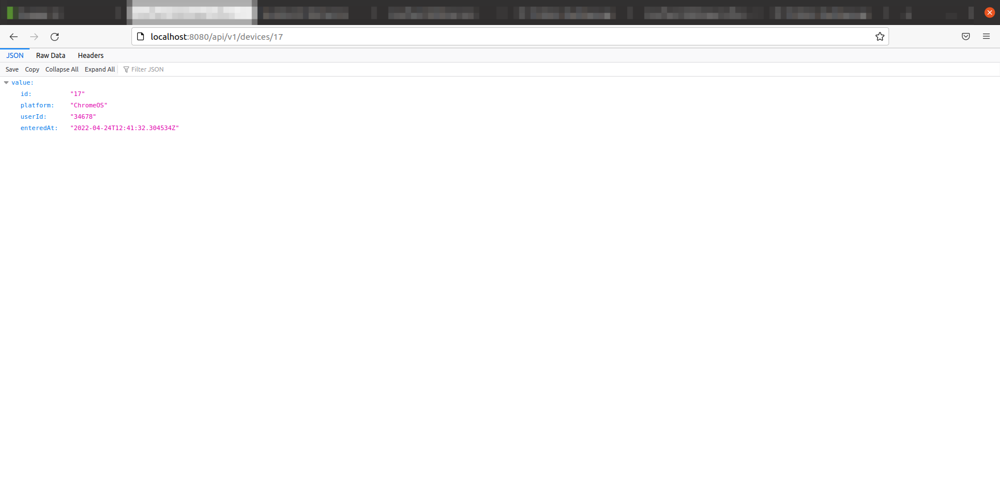 localhost:8080/api/v1/devices/17
JSON Raw Data Headers
Save Copy Collapse All Expand All Filter JSON
value:
id: "17"
platform: "ChromeOS"
userId: "34678"
enteredAt: "2022-04-24T12:41:32.304534Z"